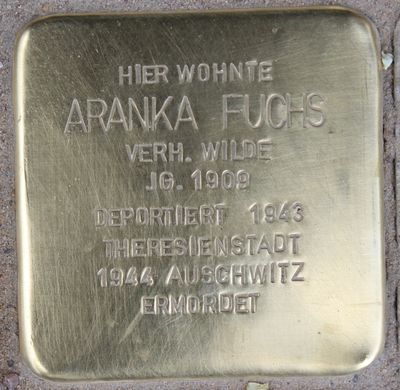 HIER WOHNTE
ARANKA FUCHS
VERH. WILDE
JG. 1909
DEPORTIERT 1943
THERESIENSTADT
1944 AUSCHWITZ
ERMORDET